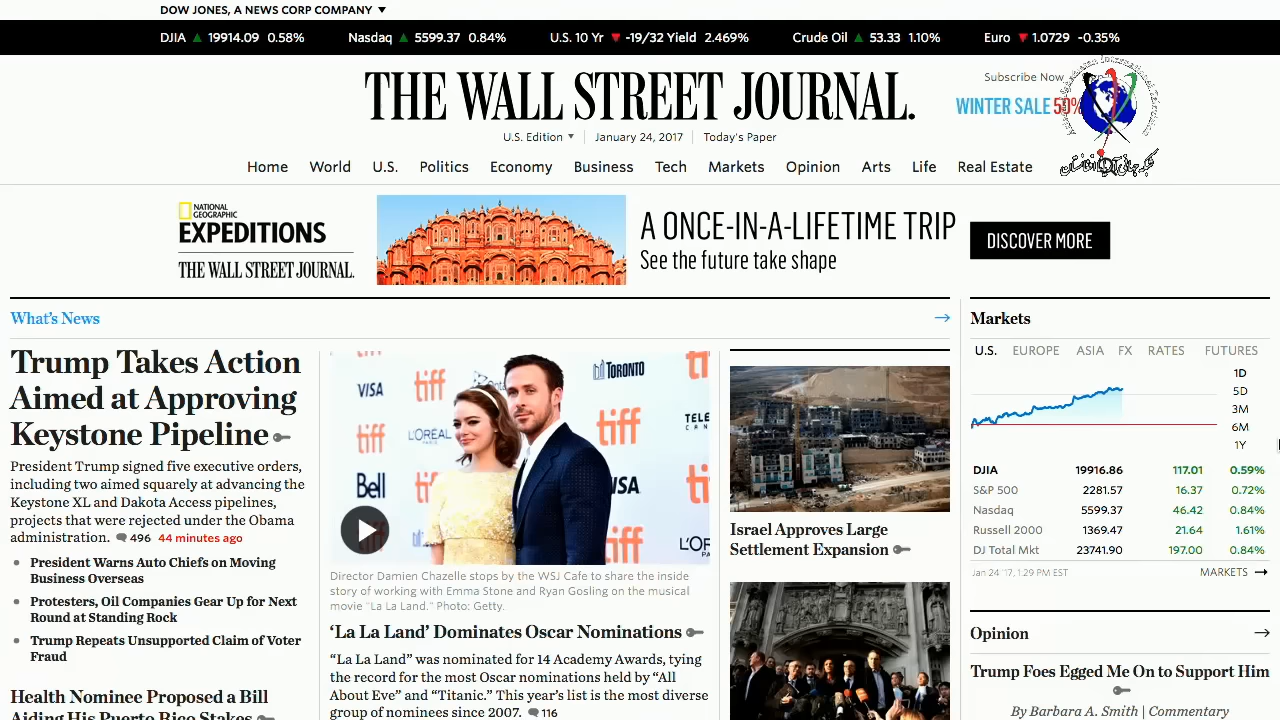 DOW JONES, A NEWS CORP COMPANY
DJIA 19914.09 0.58% Nasdaq 5599.37 0.84% U.S. 10 Yr -19/32 Yield 2.469% Crude Oil 53.33 1.10% Euro 1.0729 -0.35%
THE WALL STREET JOURNAL.
Subscribe Now
WINTER SALE
U.S. Edition January 24, 2017 Today's Paper
Home World U.S. Politics Economy Business Tech Markets Opinion Arts Life Real Estate
NATIONAL
GEOGRAPHIC
EXPEDITIONS
THE WALL STREET JOURNAL.
A ONCE-IN-A-LIFETIME TRIP
See the future take shape
DISCOVER MORE
What's News
Trump Takes Action
Aimed at Approving
Keystone Pipeline
President Trump signed five executive orders,
including two aimed squarely at advancing the
Keystone XL and Dakota Access pipelines,
projects that were rejected under the Obama
administration. 496 44 minutes ago
President Warns Auto Chiefs on Moving
Business Overseas
Protesters, Oil Companies Gear Up for Next
Round at Standing Rock
Trump Repeats Unsupported Claim of Voter
Fraud
Health Nominee Proposed a Bill
Aiding His Puerto Rico Stakes
VISA
tiff
TORONTO
tiff
L'ORÉAL
tiff
Bell
VISA
tiff
Director Damien Chazelle stops by the WSJ Cafe to share the inside
story of working with Emma Stone and Ryan Gosling on the musical
movie "La La Land." Photo: Getty.
'La La Land' Dominates Oscar Nominations
"La La Land" was nominated for 14 Academy Awards, tying
the record for the most Oscar nominations held by "All
About Eve" and "Titanic." This year's list is the most diverse
group of nominees since 2007. 116
Israel Approves Large
Settlement Expansion
Markets
U.S. EUROPE ASIA FX RATES FUTURES
1D
5D
3M
6M
1Y
DJIA 19916.86 117.01 0.59%
S&P 500 2281.57 16.37 0.72%
Nasdaq 5599.37 46.42 0.84%
Russell 2000 1369.47 21.64 1.61%
DJ Total Mkt 23741.90 197.00 0.84%
Jan 24 '17, 1:29 PM EST MARKETS
Opinion
Trump Foes Egged Me On to Support Him
By Barbara A. Smith | Commentary